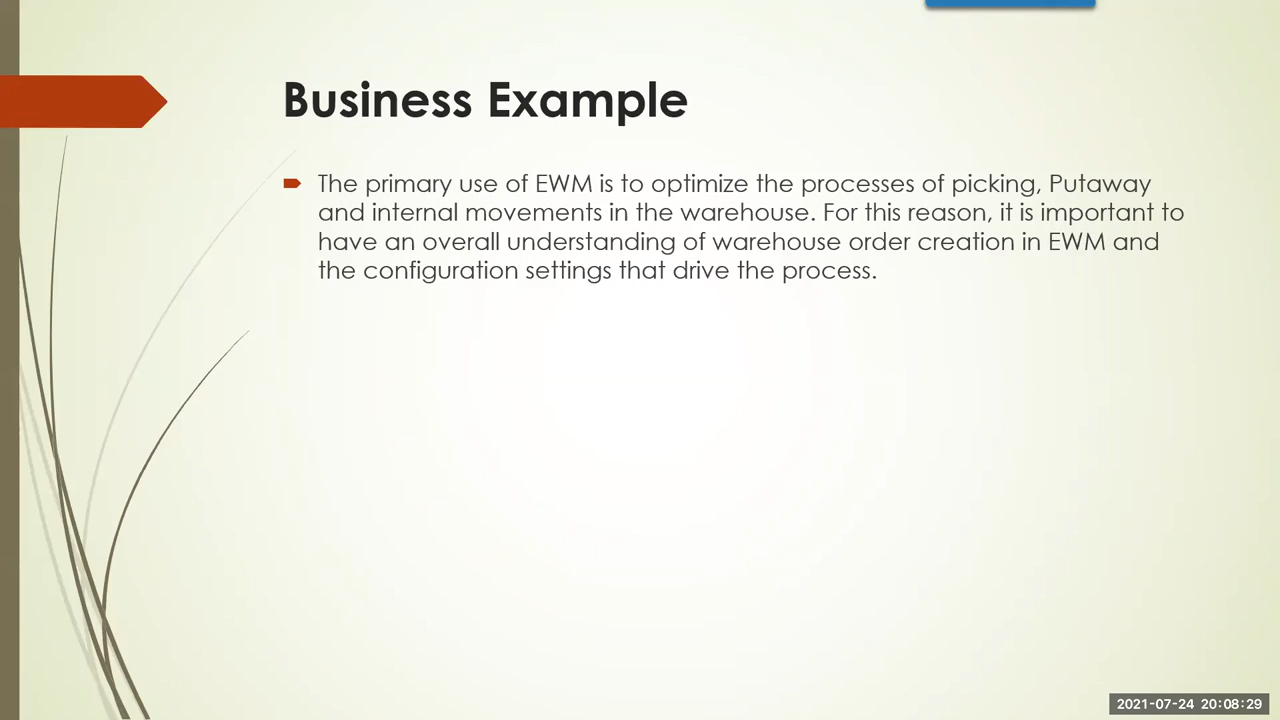 Business Example
The primary use of EWM is to optimize the processes of picking, Putaway
and internal movements in the warehouse. For this reason, it is important to
have an overall understanding of warehouse order creation in EWM and
the configuration settings that drive the process.
2021-07-24 20:08:29